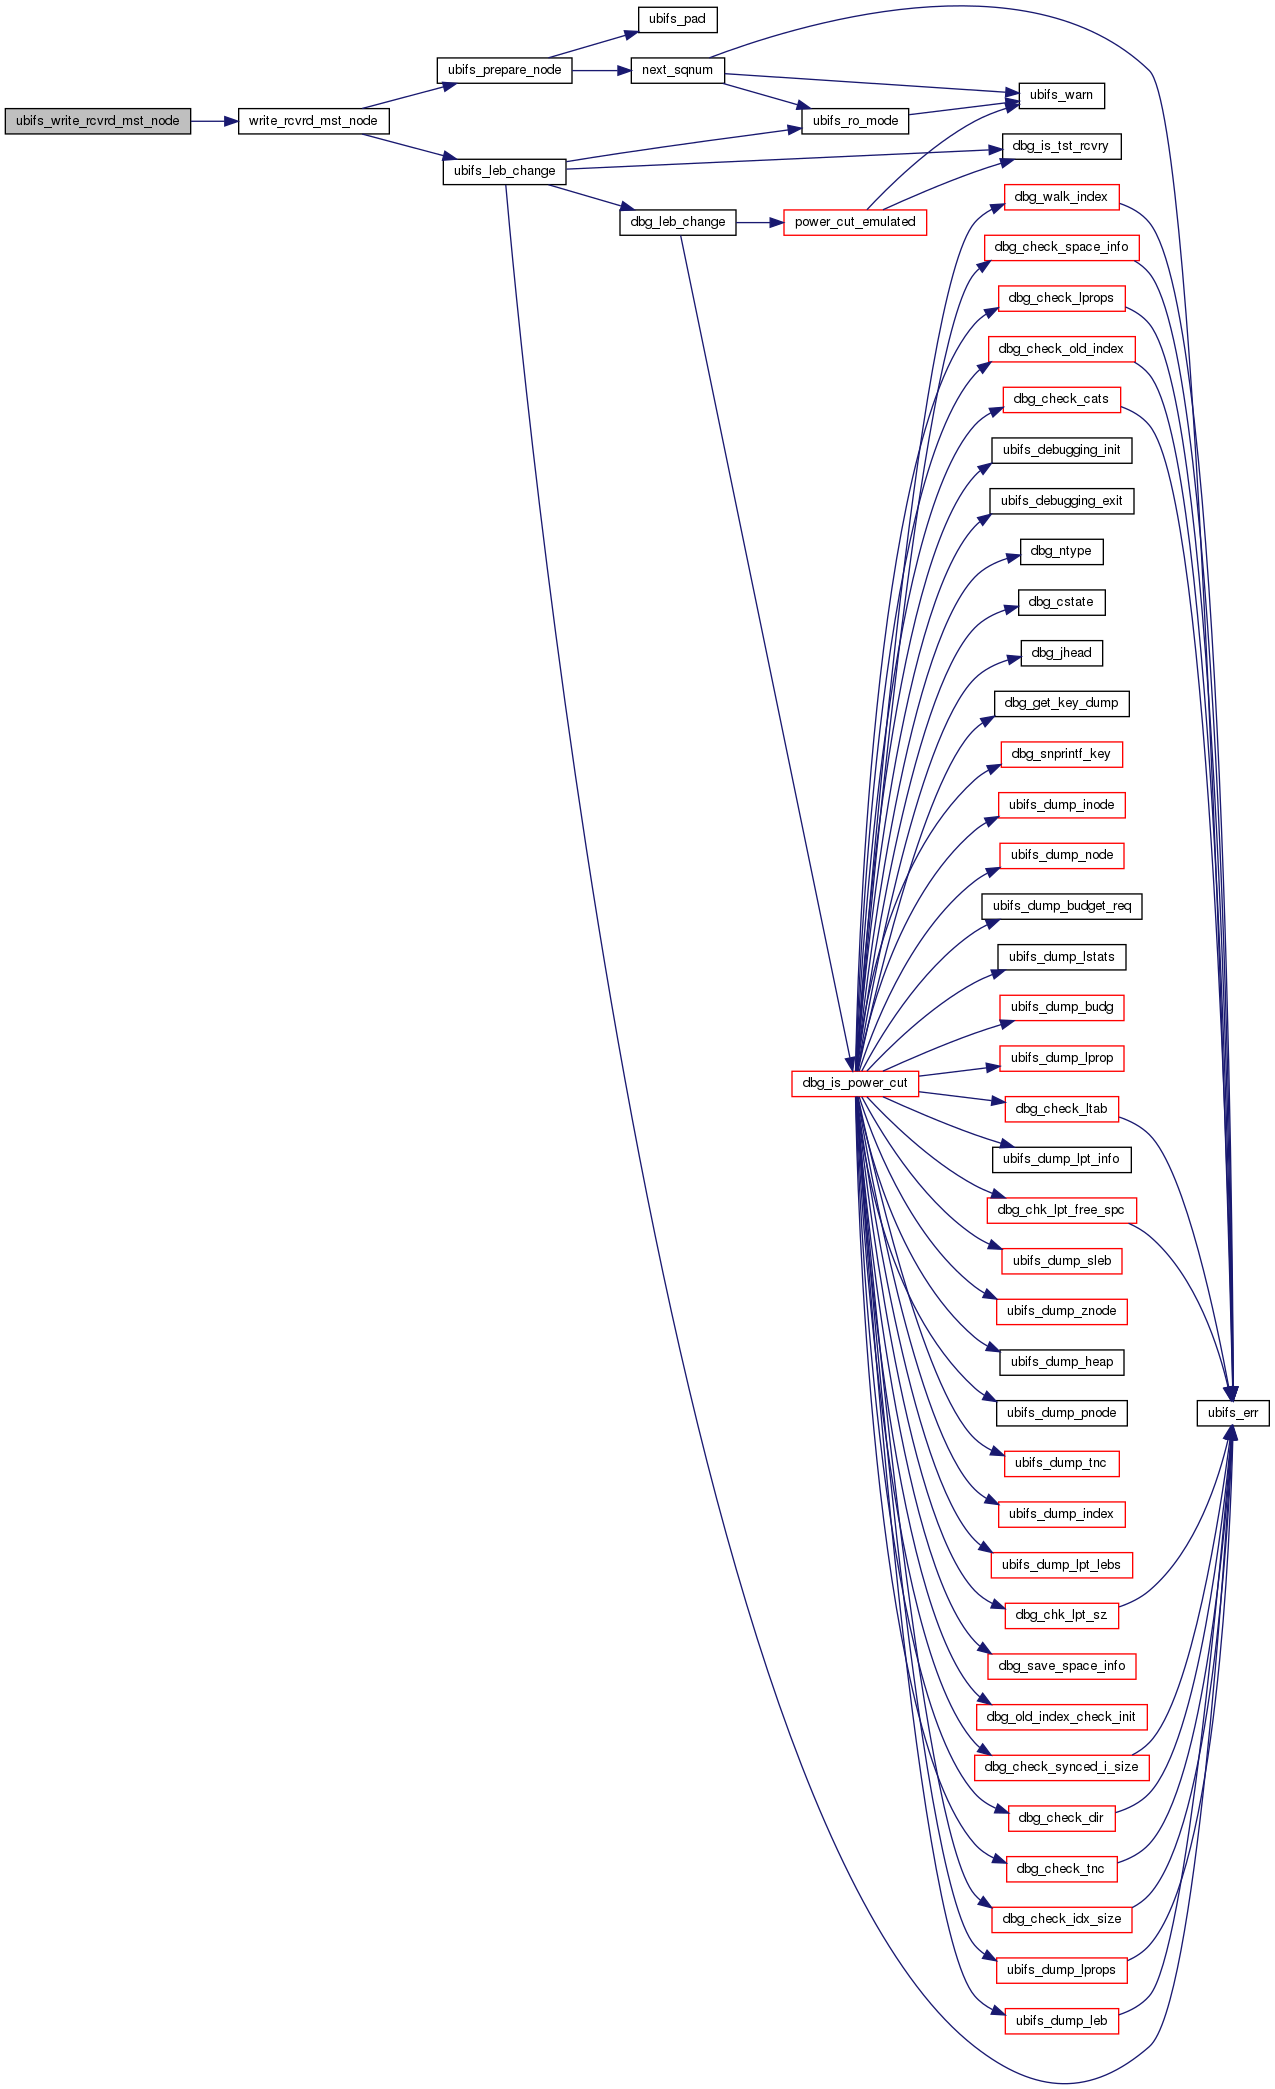 ubifs_pad
ubifs_prepare_node
next_sqnum
ubifs_warn
ubifs_write_rcvrd_mst_node
write_rcvrd_mst_node
ubifs_ro_mode
dbg_is_tst_rcvry
ubifs_leb_change
dbg_walk_index
dbg_leb_change
power_cut_emulated
dbg_check_space_info
dbg_check_lprops
dbg_check_old_index
dbg_check_cats
ubifs_debugging_init
ubifs_debugging_exit
dbg_ntype
dbg_cstate
dbg_jhead
dbg_get_key_dump
dbg_snprintf_key
ubifs_dump_inode
ubifs_dump_node
ubifs_dump_budget_req
ubifs_dump_lstats
ubifs_dump_budg
ubifs_dump_lprop
dbg_is_power_cut
dbg_check_ltab
ubifs_dump_lpt_info
dbg_chk_lpt_free_spc
ubifs_dump_sleb
ubifs_dump_znode
ubifs_dump_heap
ubifs_dump_pnode
ubifs_err
ubifs_dump_tnc
ubifs_dump_index
ubifs_dump_lpt_lebs
dbg_chk_lpt_sz
dbg_save_space_info
dbg_old_index_check_init
dbg_check_synced_i_size
dbg_check_dir
dbg_check_tnc
dbg_check_idx_size
ubifs_dump_lprops
ubifs_dump_leb